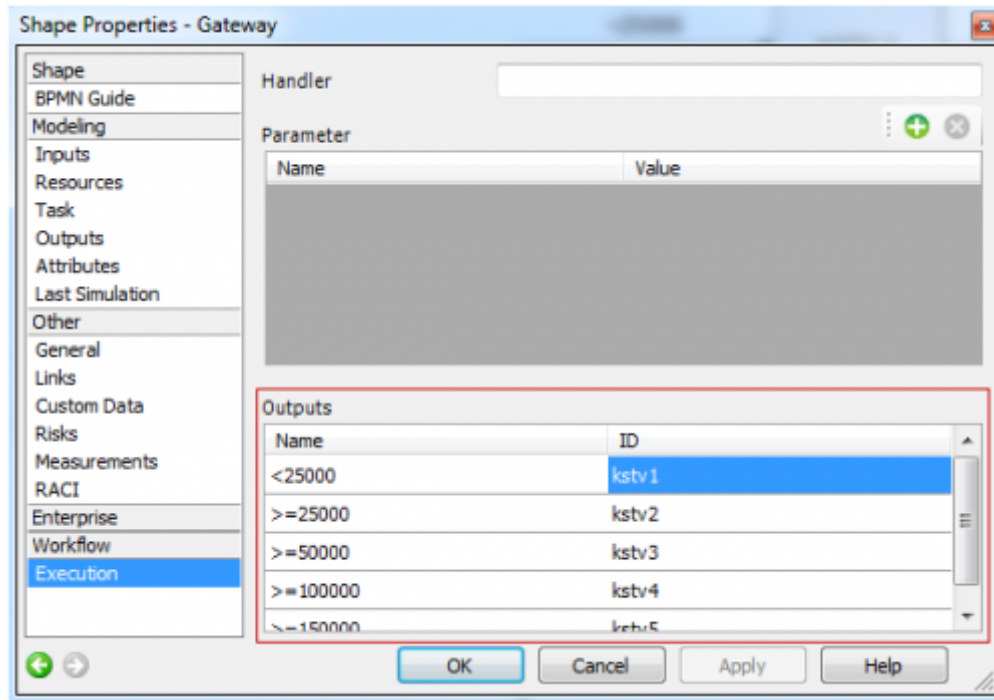 Shape Properties - Gateway
Shape
BPMN Guide
Modeling
Inputs
Resources
Task
Outputs
Attributes
Last Simulation
Other
General
Links
Custom Data
Risks
Measurements
RACI
Enterprise
Workflow
Execution
Handler
Parameter
Name Value
Outputs
Name ID
<25000 kstv1
>=25000 kstv2
>=50000 kstv3
>=100000 kstv4
>=150000 kstv5
OK Cancel Apply Help